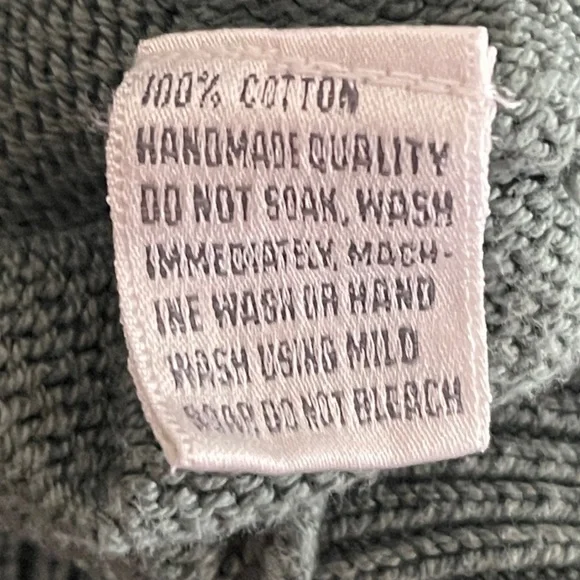 100% COTTON
HANDMADE QUALITY
DO NOT SOAK, WASH
IMMEDIATELY, MACH-
INE WASH OR HAND
WASH USING MILD
SOAP. DO NOT BLEACH